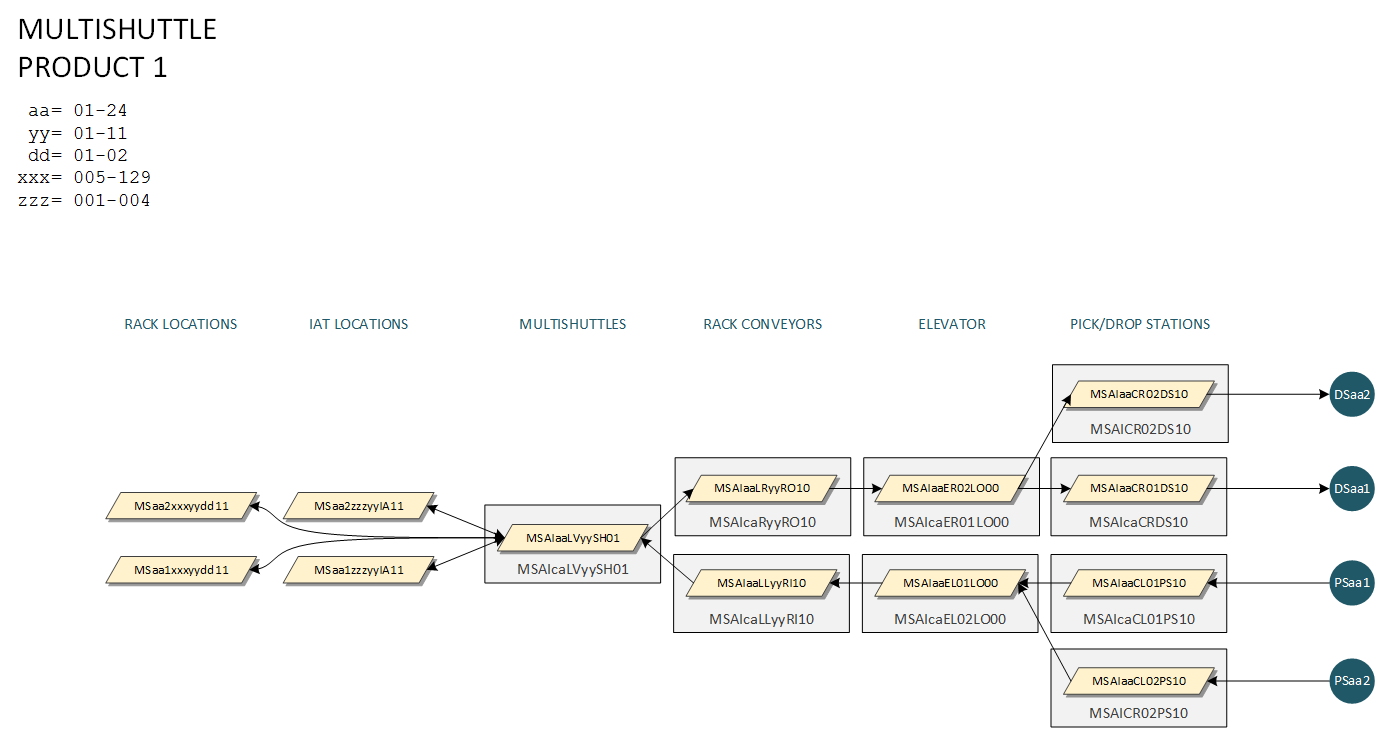 MULTISHUTTLE
PRODUCT 1
aa= 01-24
yy= 01-11
dd= 01-02
xxx= 005-129
zzz= 001-004
RACK LOCATIONS
IAT LOCATIONS
MULTISHUTTLES
RACK CONVEYORS
ELEVATOR
PICK/DROP STATIONS
MSAIaaCR02DS10
MSAICR02DS10
DSaa2
MSaa2xxxyydd11
MSaa2zzzyyIA11
MSAIaaLRyyRO10
MSAIcaRyyRO10
MSAIaaER02LO00
MSAIcaER01LO00
MSAIaaCR01DS10
MSAIcaCRDS10
DSaa1
MSAIaaLVyySH01
MSAIcaLVyySH01
MSaa1xxxyydd11
MSaa1zzzyyIA11
MSAIaaLLyyRI10
MSAIcaLLyyRI10
MSAIaaEL01LO00
MSAIcaEL02LO00
MSAIaaCL01PS10
MSAIcaCL01PS10
PSaa1
MSAIaaCL02PS10
MSAICR02PS10
PSaa2